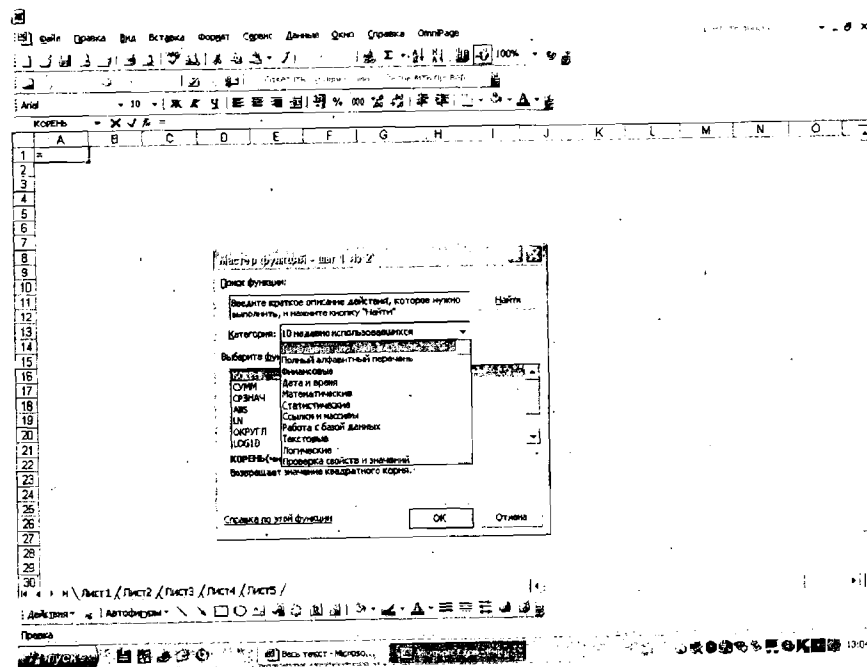 Файл Правка Вид Вставка Формат Сервис Данные Окно Справка OmniPage
100%
Arial 10 Ж К Ч % 000
КОРЕНЬ =
A B C D E F G H I J K L M N O
1 =
2
3
4
5
6
7
8
9
10
11
12
13
14
15
16
17
18
19
20
21
22
23
24
25
26
27
28
29
30
Мастер функций - шаг 1 из 2
Поиск функции:
Введите краткое описание действия, которое нужно
выполнить, и нажмите кнопку "Найти"
Найти
Категория: 10 недавно использовавшихся
Полный алфавитный перечень
Финансовые
Дата и время
Математические
Статистические
Ссылки и массивы
Работа с базой данных
Текстовые
Логические
Проверка свойств и значений
Выберите
СУММ
СРЗНАЧ
ABS
LN
ОКРУГЛ
LOG10
Возвращает значение квадратного корня.
Справка по этой функции
ОК
Отмена
Лист1 Лист2 Лист3 Лист4 Лист5
Действия Автофигуры
Правка
Пуск
Весь текст - Microso...
13:04